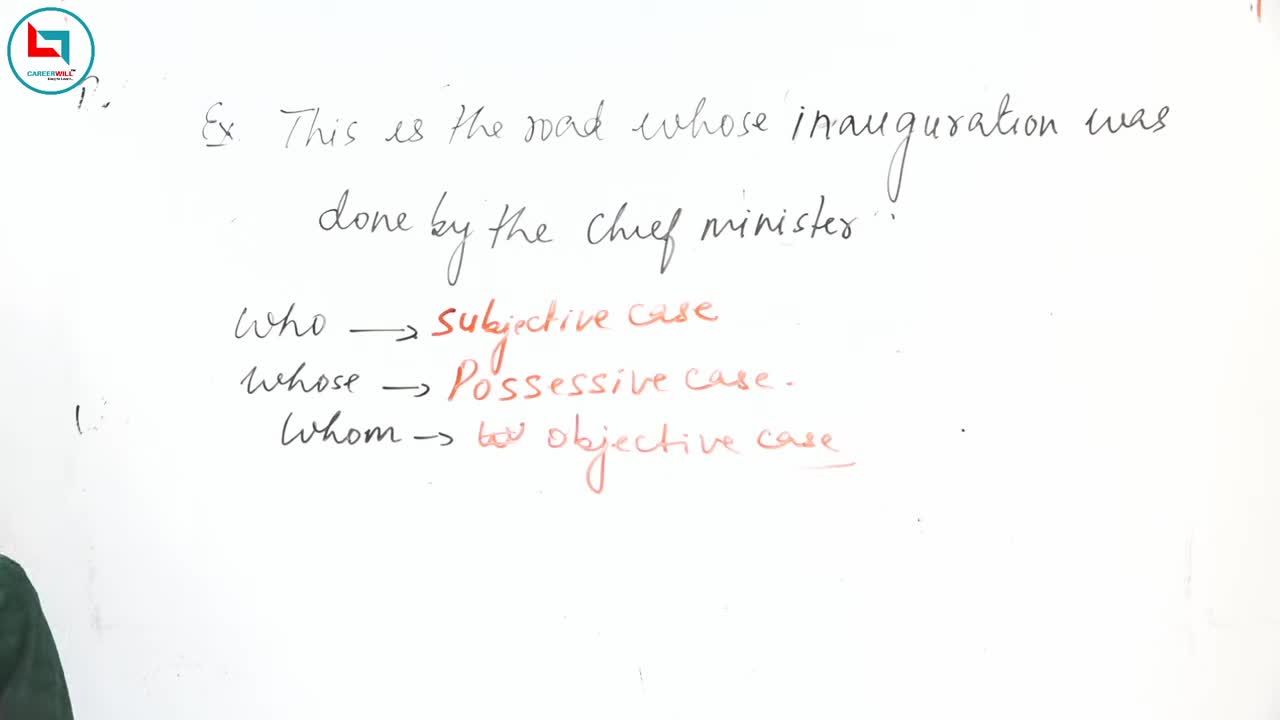 CAREERWILL
Ex. This is the road whose inauguration was
done by the chief minister
who → subjective case
whose → Possessive case.
whom → objective case